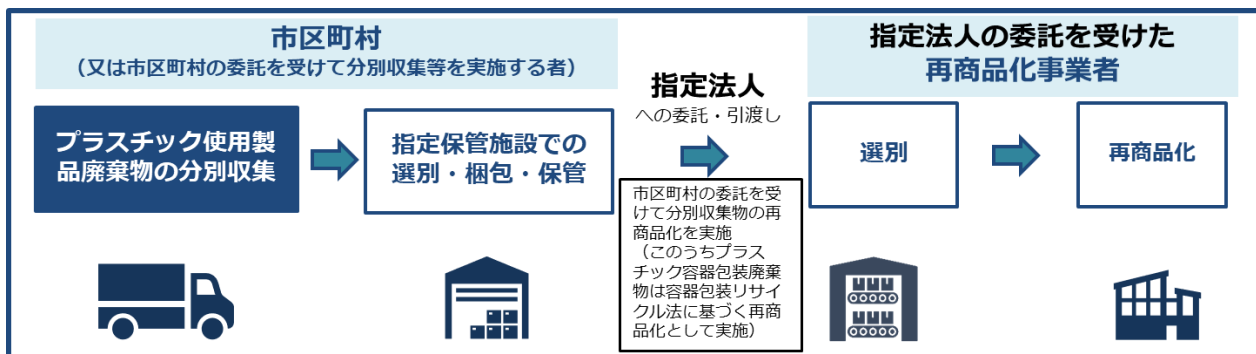 市区町村
（又は市区町村の委託を受けて分別収集等を実施する者）
プラスチック使用製
品廃棄物の分別収集
指定保管施設での
選別・梱包・保管
指定法人
への委託・引渡し
市区町村の委託を受
けて分別収集物の再
商品化を実施
（このうちプラス
チック容器包装廃棄
物は容器包装リサイ
クル法に基づく再商
品化として実施）
指定法人の委託を受けた
再商品化事業者
選別
再商品化